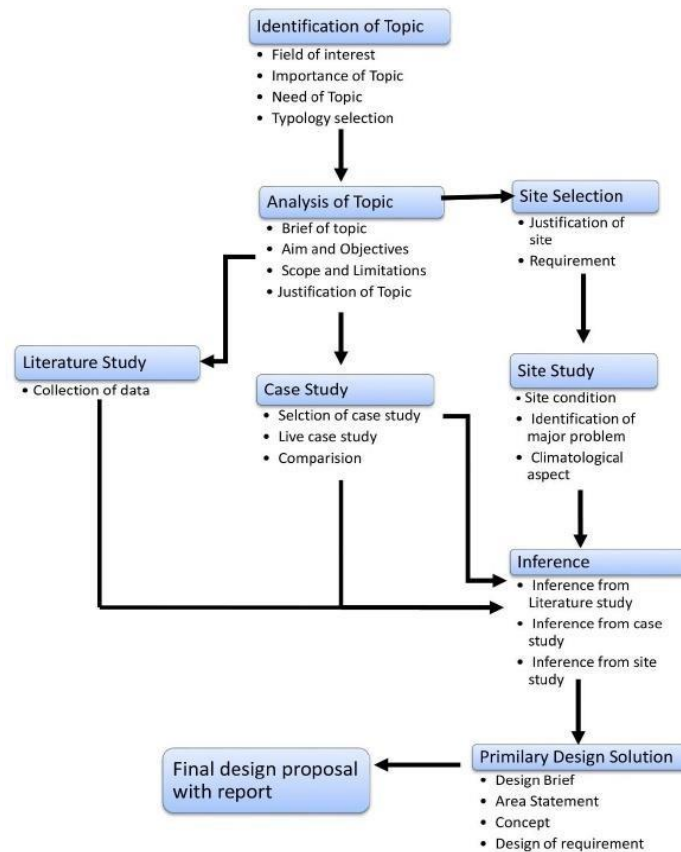 Identification of Topic
• Field of interest
• Importance of Topic
• Need of Topic
• Typology selection
Analysis of Topic
• Brief of topic
• Aim and Objectives
• Scope and Limitations
• Justification of Topic
Site Selection
• Justification of
site
• Requirement
Literature Study
• Collection of data
Case Study
• Selction of case study
• Live case study
• Comparision
Site Study
• Site condition
• Identification of
major problem
• Climatological
aspect
Inference
• Inference from
Literature study
• Inference from case
study
• Inference from site
study
Primilary Design Solution
• Design Brief
• Area Statement
• Concept
• Design of requirement
Final design proposal
with report